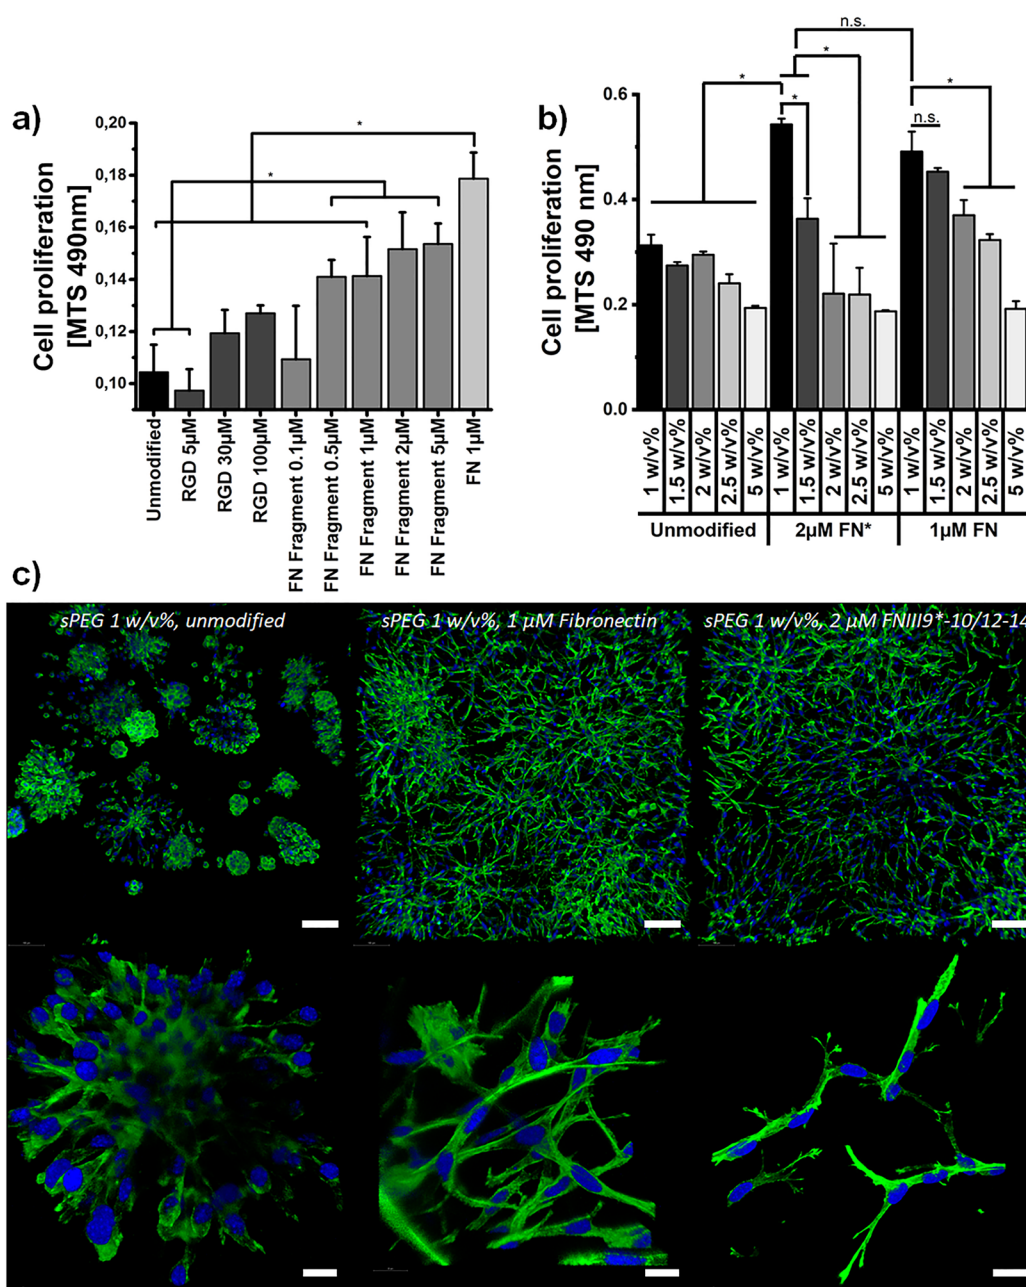 a)
Cell proliferation
[MTS 490nm]
0,20
0,18
0,16
0,14
0,12
0,10
*
*
Unmodified
RGD 5µM
RGD 30µM
RGD 100µM
FN Fragment 0.1µM
FN Fragment 0.5µM
FN Fragment 1µM
FN Fragment 2µM
FN Fragment 5µM
FN 1µM
b)
Cell proliferation
[MTS 490 nm]
0.6
0.4
0.2
0.0
n.s.
*
*
*
*
n.s.
1 w/v%
1.5 w/v%
2 w/v%
2.5 w/v%
5 w/v%
1 w/v%
1.5 w/v%
2 w/v%
2.5 w/v%
5 w/v%
1 w/v%
1.5 w/v%
2 w/v%
2.5 w/v%
5 w/v%
Unmodified
2µM FN*
1µM FN
c)
sPEG 1 w/v%, unmodified
sPEG 1 w/v%, 1 µM Fibronectin
sPEG 1 w/v%, 2 µM FNIII9*-10/12-14